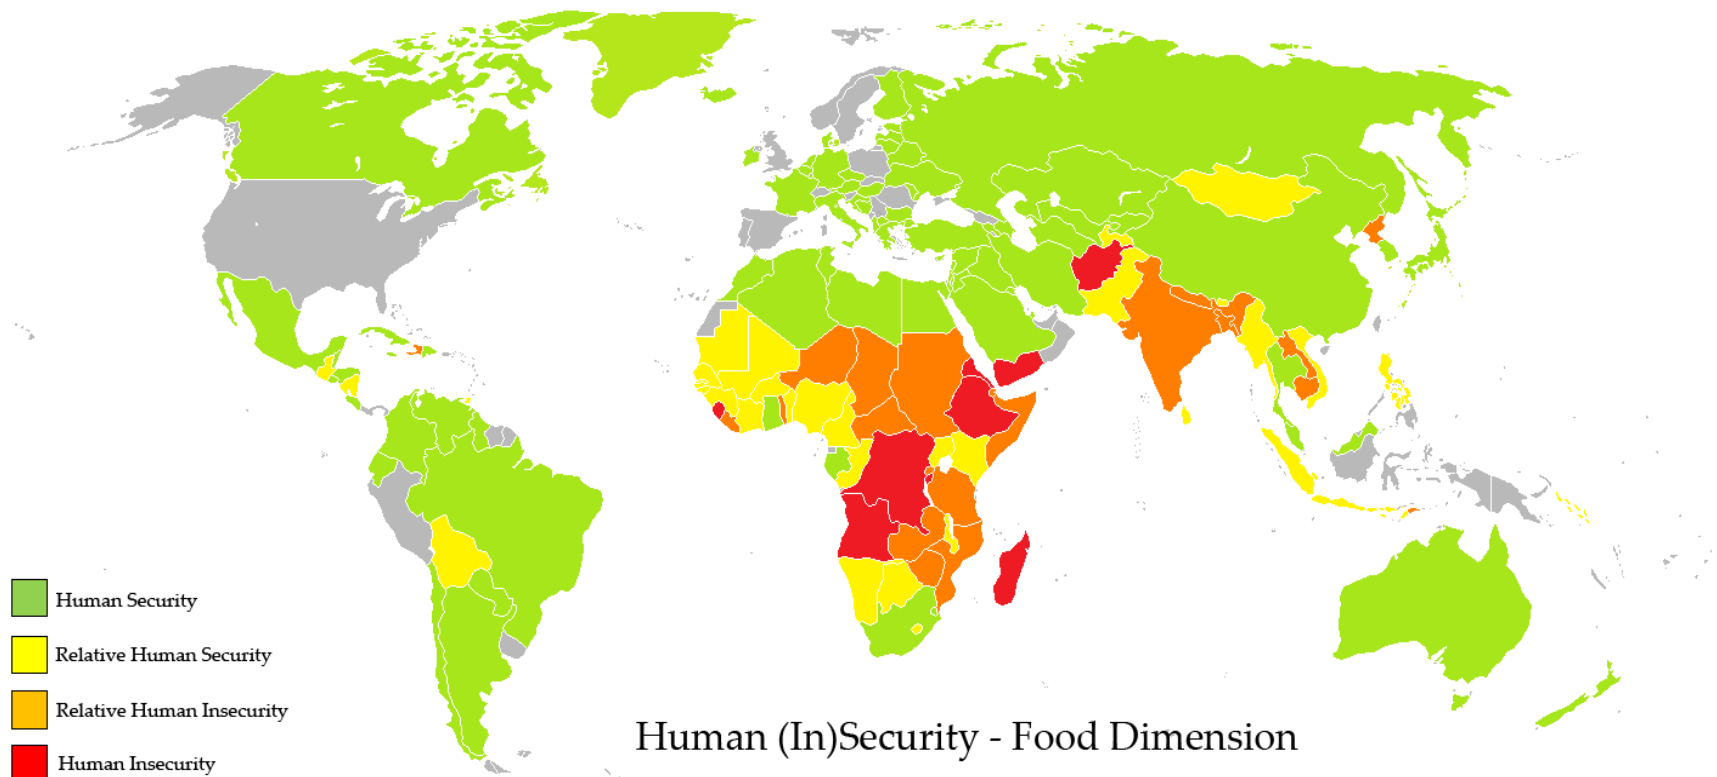 Human Security
Relative Human Security
Relative Human Insecurity
Human Insecurity
Human (In)Security - Food Dimension